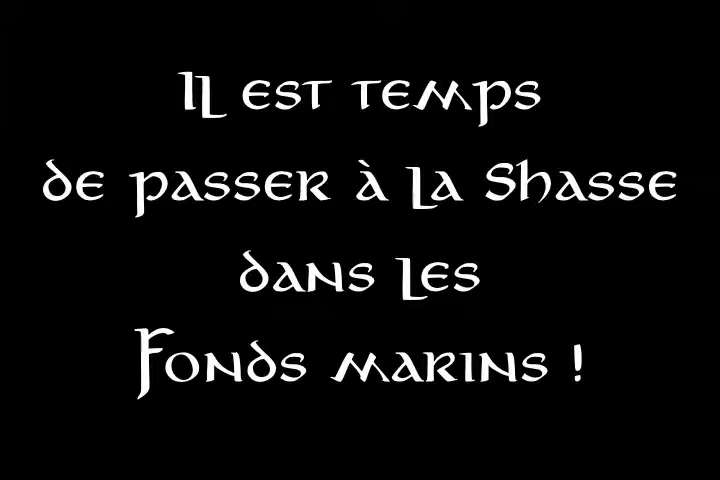 Il est temps
de passer à la Shasse
dans les
Fonds marins !